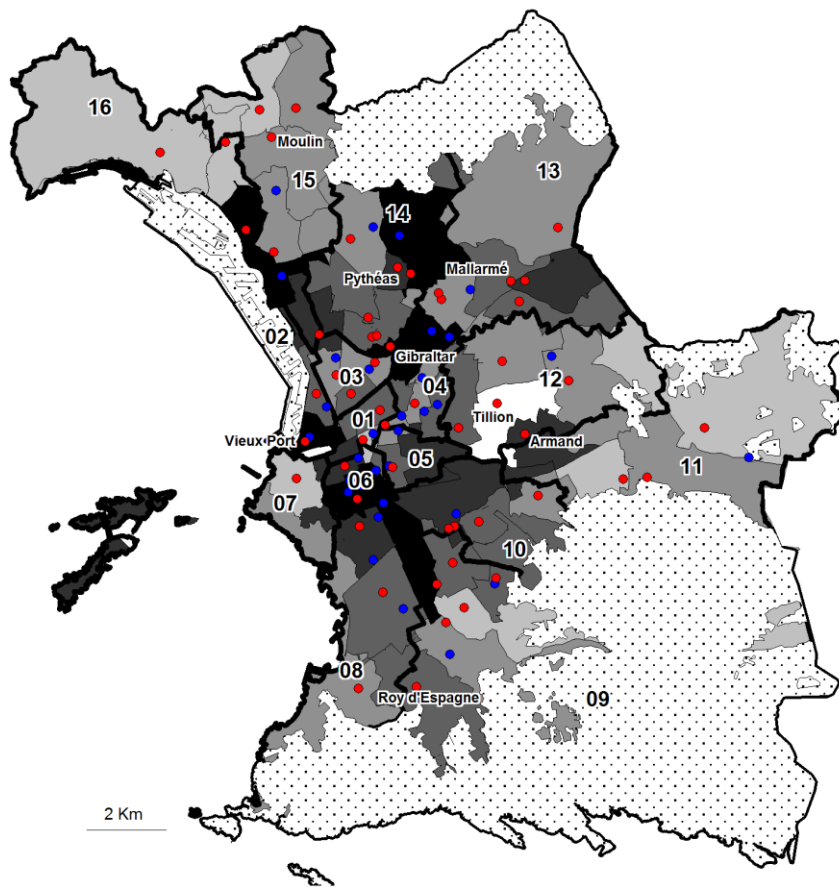 16
Moulin
15
13
14
Mallarmé
Pythéas
02
Gibraltar
03
12
04
Tillion
01
Armand
Vieux Port
05
11
06
07
10
08
Roy d'Espagne
09
2 Km